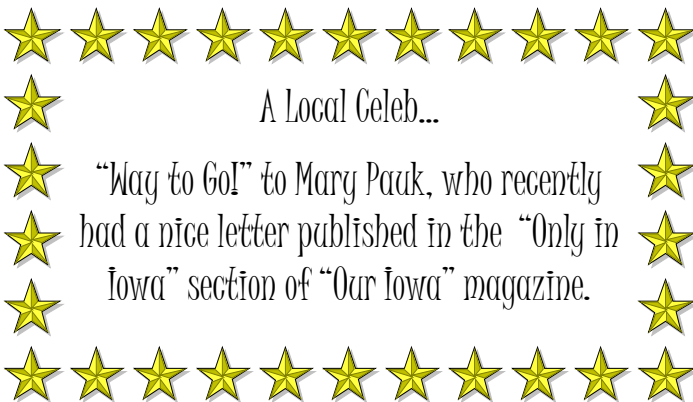 A Local Celeb...
“Way to Go!” to Mary Pauk, who recently
had a nice letter published in the “Only in
Iowa” section of “Our Iowa” magazine.